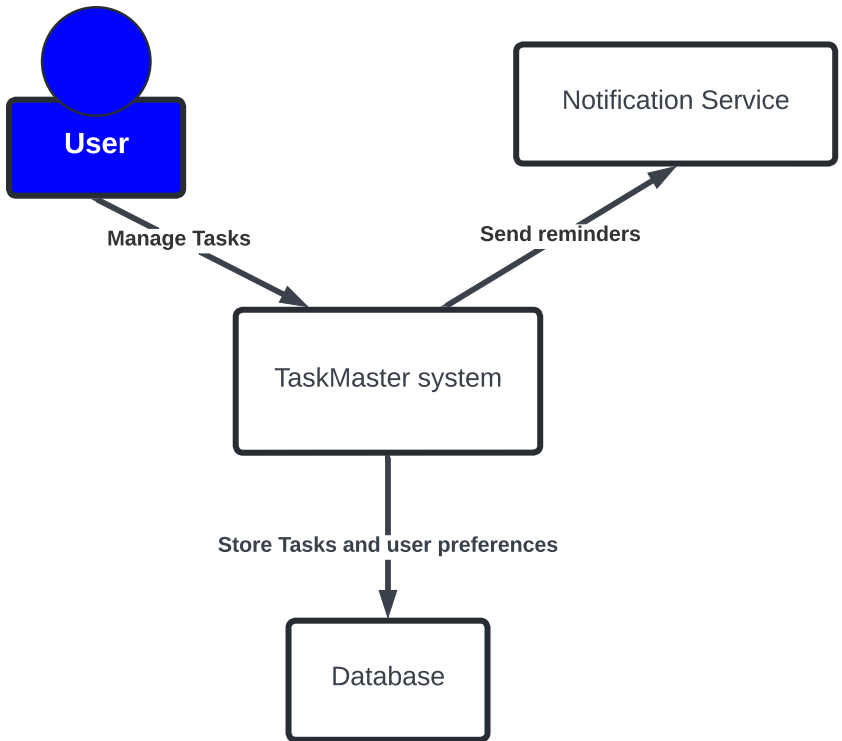 User
Notification Service
Manage Tasks
Send reminders
TaskMaster system
Store Tasks and user preferences
Database